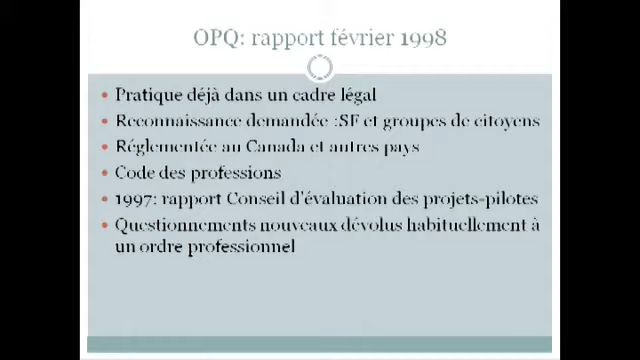 OPQ: rapport février 1998
• Pratique déjà dans un cadre légal
• Reconnaissance demandée :SF et groupes de citoyens
• Réglementée au Canada et autres pays
• Code des professions
• 1997: rapport Conseil d'évaluation des projets-pilotes
• Questionnements nouveaux dévolus habituellement à
un ordre professionnel